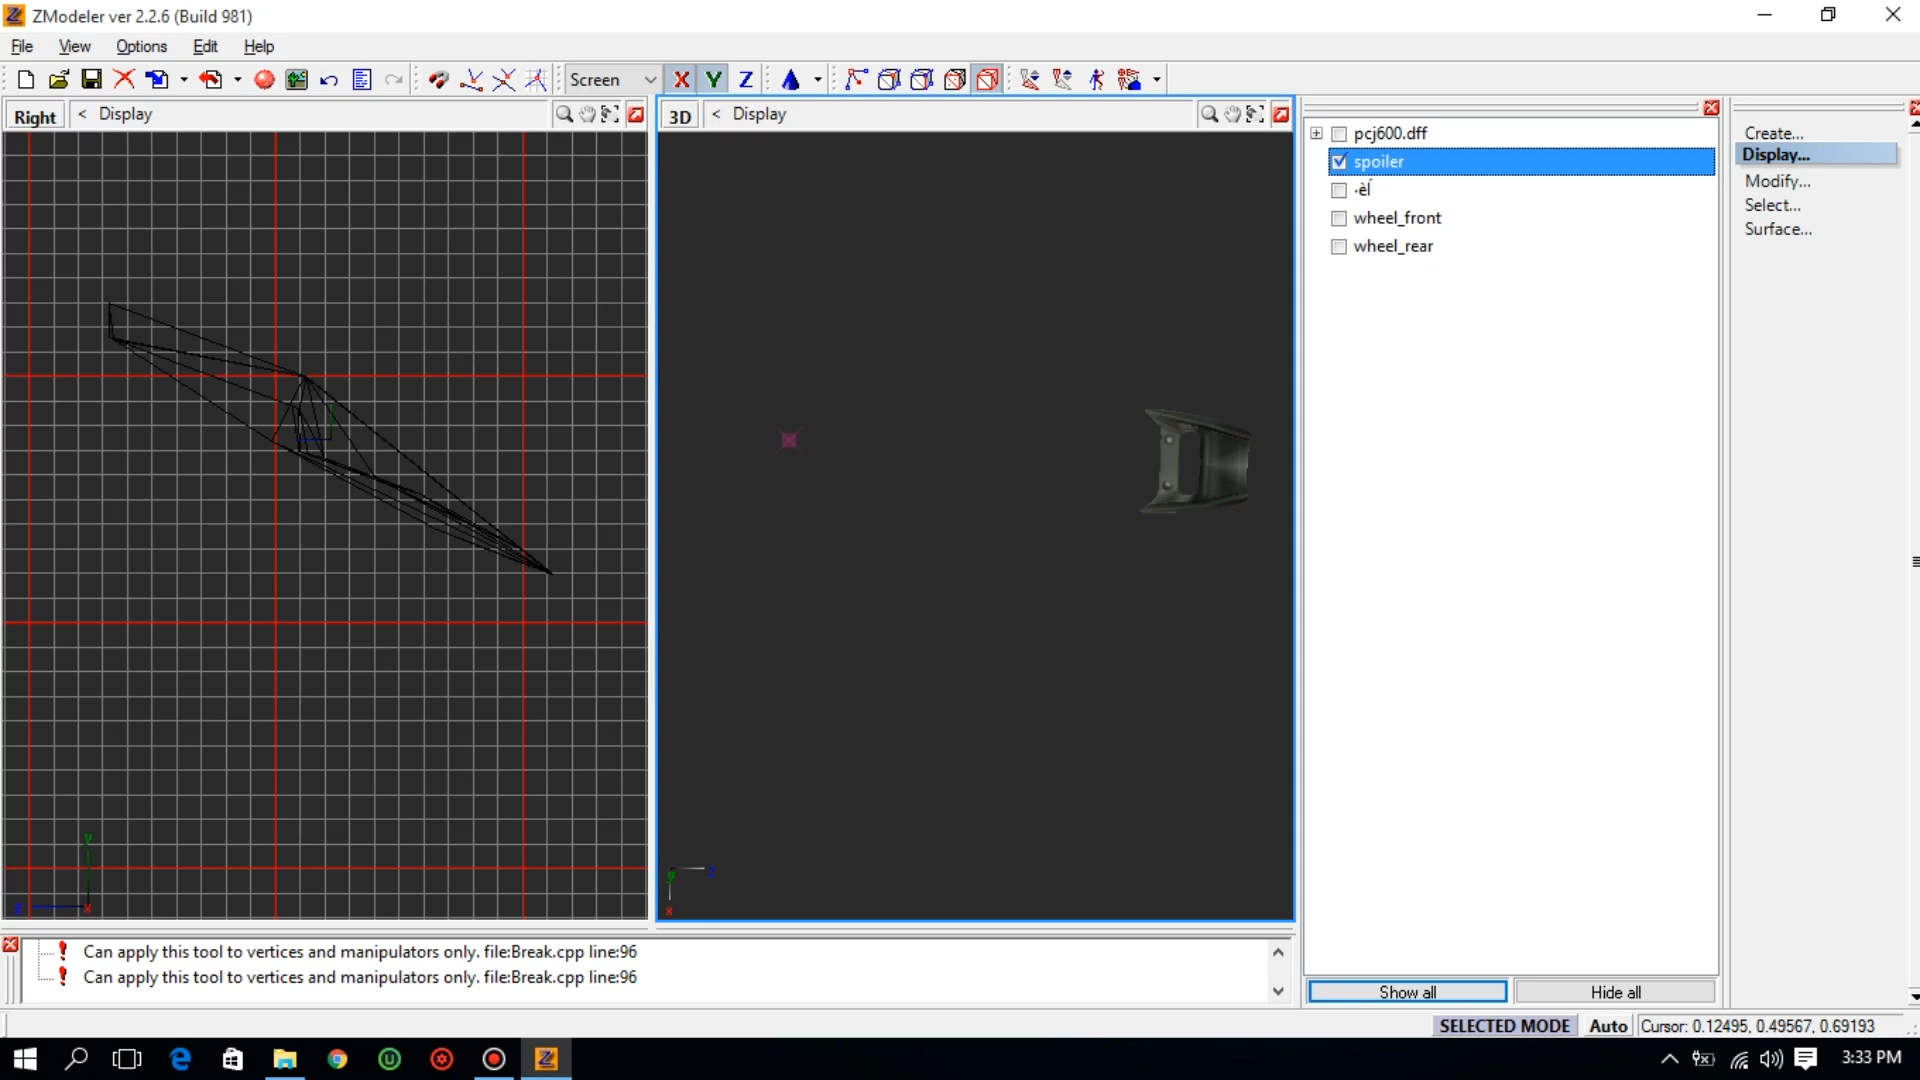 ZModeler ver 2.2.6 (Build 981)
File View Options Edit Help
Screen X Y Z
Right < Display
3D < Display
pcj600.dff
spoiler
·èÍ
wheel_front
wheel_rear
Create...
Display...
Modify...
Select...
Surface...
y
z
x
y
z
x
Can apply this tool to vertices and manipulators only. file:Break.cpp line:96
Can apply this tool to vertices and manipulators only. file:Break.cpp line:96
Show all Hide all
SELECTED MODE Auto Cursor: 0.12495, 0.49567, 0.69193
3:33 PM